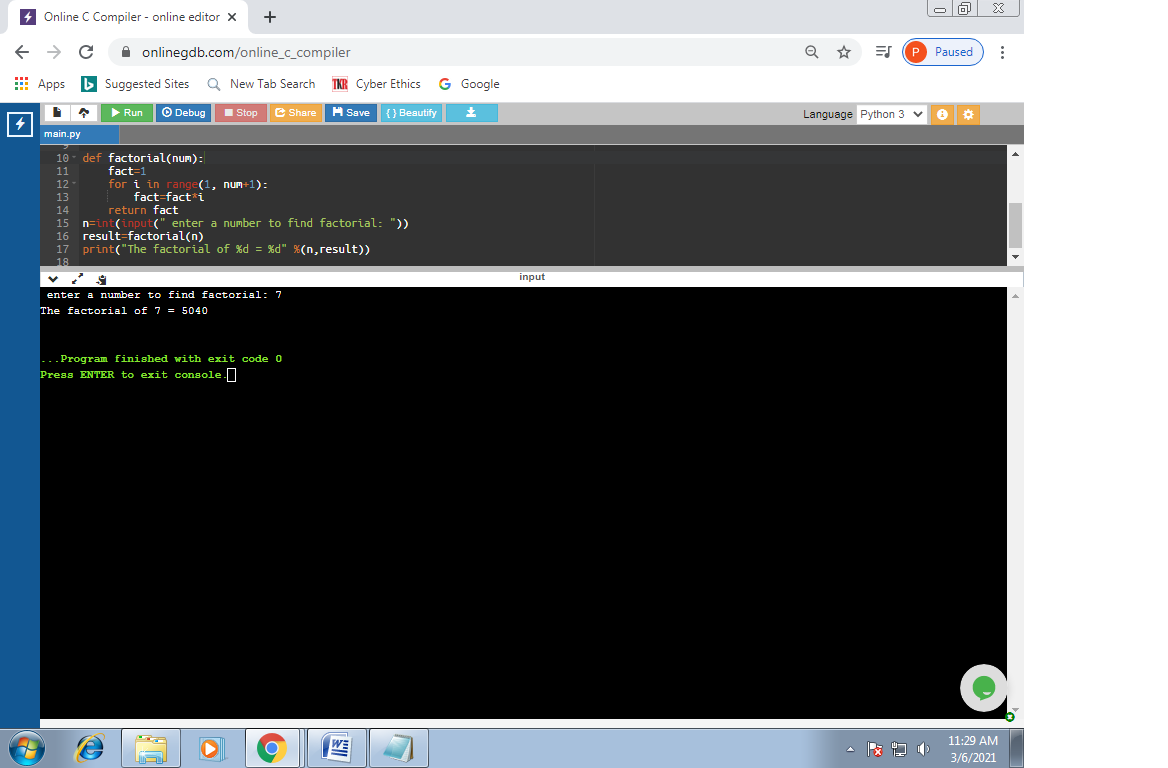 Online C Compiler - online editor
onlinegdb.com/online_c_compiler
P Paused
Apps Suggested Sites New Tab Search TKR Cyber Ethics Google
Run Debug Stop Share Save {} Beautify Language Python 3
main.py
9
10 def factorial(num):
11 fact=1
12 for i in range(1, num+1):
13 fact=fact*i
14 return fact
15 n=int(input(" enter a number to find factorial: "))
16 result=factorial(n)
17 print("The factorial of %d = %d" %(n,result))
18
input
enter a number to find factorial: 7
The factorial of 7 = 5040
...Program finished with exit code 0
Press ENTER to exit console.
11:29 AM
3/6/2021